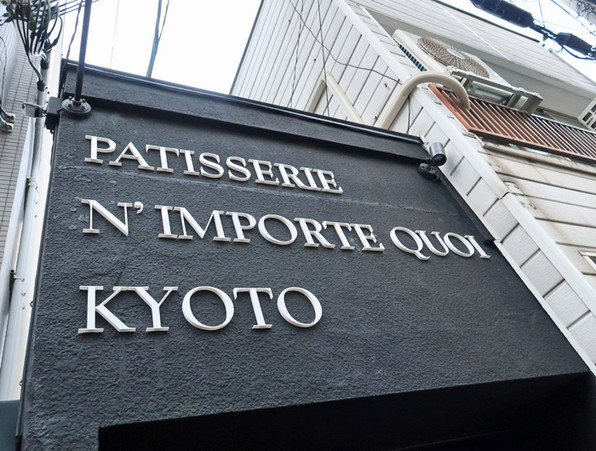 PATISSERIE
N' IMPORTE QUOI
KYOTO